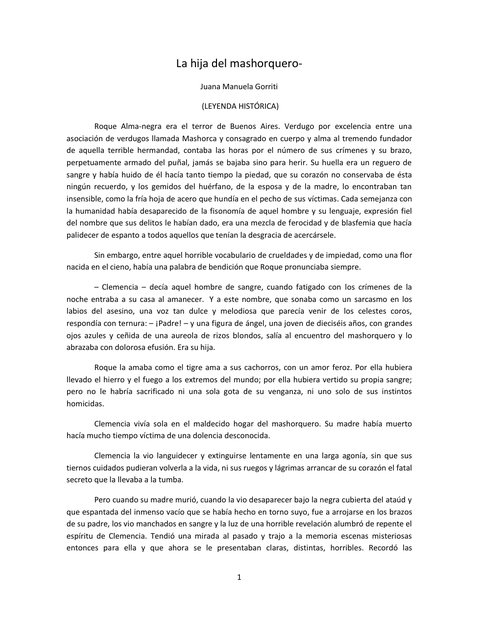 La hija del mashorquero-
Juana Manuela Gorriti
(LEYENDA HISTÓRICA)
Roque Alma-negra era el terror de Buenos Aires. Verdugo por excelencia entre una
asociación de verdugos llamada Mashorca y consagrado en cuerpo y alma al tremendo fundador
de aquella terrible hermandad, contaba las horas por el número de sus crímenes y su brazo,
perpetuamente armado del puñal, jamás se bajaba sino para herir. Su huella era un reguero de
sangre y había huido de él hacía tanto tiempo la piedad, que su corazón no conservaba de ésta
ningún recuerdo, y los gemidos del huérfano, de la esposa y de la madre, lo encontraban tan
insensible, como la fría hoja de acero que hundía en el pecho de sus víctimas. Cada semejanza con
la humanidad había desaparecido de la fisonomía de aquel hombre y su lenguaje, expresión fiel
del nombre que sus delitos le habían dado, era una mezcla de ferocidad y de blasfemia que hacía
palidecer de espanto a todos aquellos que tenían la desgracia de acercársele.
Sin embargo, entre aquel horrible vocabulario de crueldades y de impiedad, como una flor
nacida en el cieno, había una palabra de bendición que Roque pronunciaba siempre.
– Clemencia – decía aquel hombre de sangre, cuando fatigado con los crímenes de la
noche entraba a su casa al amanecer. Y a este nombre, que sonaba como un sarcasmo en los
labios del asesino, una voz tan dulce y melodiosa que parecía venir de los celestes coros,
respondía con ternura: – ¡Padre! – y una figura de ángel, una joven de dieciséis años, con grandes
ojos azules y ceñida de una aureola de rizos blondos, salía al encuentro del mashorquero y lo
abrazaba con dolorosa efusión. Era su hija.
Roque la amaba como el tigre ama a sus cachorros, con un amor feroz. Por ella hubiera
llevado el hierro y el fuego a los extremos del mundo; por ella hubiera vertido su propia sangre;
pero no le habría sacrificado ni una sola gota de su venganza, ni uno solo de sus instintos
homicidas.
Clemencia vivía sola en el maldecido hogar del mashorquero. Su madre había muerto
hacía mucho tiempo víctima de una dolencia desconocida.
Clemencia la vio languidecer y extinguirse lentamente en una larga agonía, sin que sus
tiernos cuidados pudieran volverla a la vida, ni sus ruegos y lágrimas arrancar de su corazón el fatal
secreto que la llevaba a la tumba.
Pero cuando su madre murió, cuando la vio desaparecer bajo la negra cubierta del ataúd y
que espantada del inmenso vacío que se había hecho en torno suyo, fue a arrojarse en los brazos
de su padre, los vio manchados en sangre y la luz de una horrible revelación alumbró de repente el
espíritu de Clemencia. Tendió una mirada al pasado y trajo a la memoria escenas misteriosas
entonces para ella y que ahora se le presentaban claras, distintas, horribles. Recordó las
1